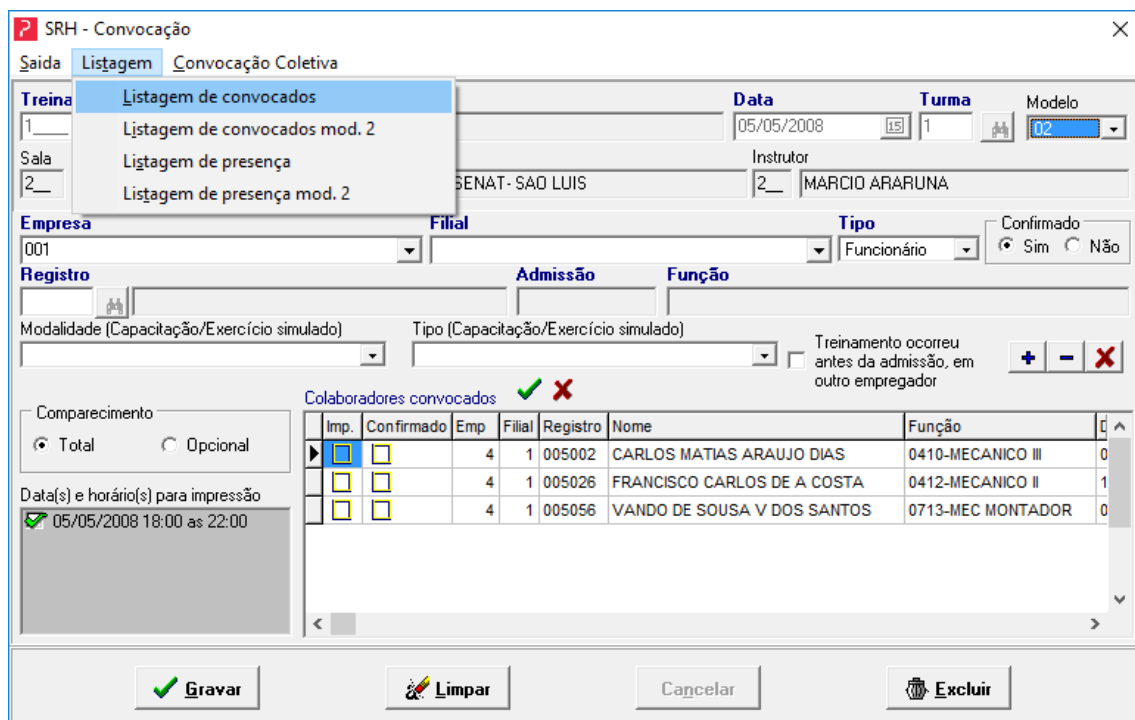 SRH - Convocação
Saida Listagem Convocação Coletiva
Listagem de convocados
Listagem de convocados mod. 2
Listagem de presença
Listagem de presença mod. 2
Treina Data Turma Modelo
1____ 05/05/2008 15 1 02
Sala Instrutor
2__ SENAT- SAO LUIS 2__ MARCIO ARARUNA
Empresa Filial Tipo Confirmado
001 Funcionário Sim Não
Registro Admissão Função
Modalidade (Capacitação/Exercício simulado) Tipo (Capacitação/Exercício simulado)
Treinamento ocorreu
antes da admissão, em
outro empregador
Comparecimento
Total Opcional
Data(s) e horário(s) para impressão
05/05/2008 18:00 as 22:00
Colaboradores convocados
Imp. Confirmado Emp Filial Registro Nome Função
4 1 005002 CARLOS MATIAS ARAUJO DIAS 0410-MECANICO III 0
4 1 005026 FRANCISCO CARLOS DE A COSTA 0412-MECANICO II 1
4 1 005056 VANDO DE SOUSA V DOS SANTOS 0713-MEC MONTADOR 0
Gravar Limpar Cancelar Excluir